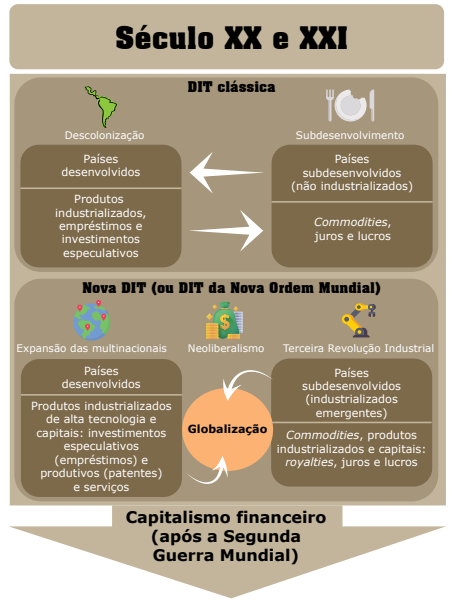 Século XX e XXI
DIT clássica
Descolonização
Subdesenvolvimento
Países
desenvolvidos
Produtos
industrializados,
empréstimos e
investimentos
especulativos
Países
subdesenvolvidos
(não industrializados)
Commodities,
juros e lucros
Nova DIT (ou DIT da Nova Ordem Mundial)
Expansão das multinacionais
Neoliberalismo
Terceira Revolução Industrial
Países
desenvolvidos
Produtos industrializados
de alta tecnologia e
capitais: investimentos
especulativos
(empréstimos) e
produtivos (patentes)
e serviços
Globalização
Países
subdesenvolvidos
(industrializados
emergentes)
Commodities, produtos
industrializados e capitais:
royalties, juros e lucros
Capitalismo financeiro
(após a Segunda
Guerra Mundial)